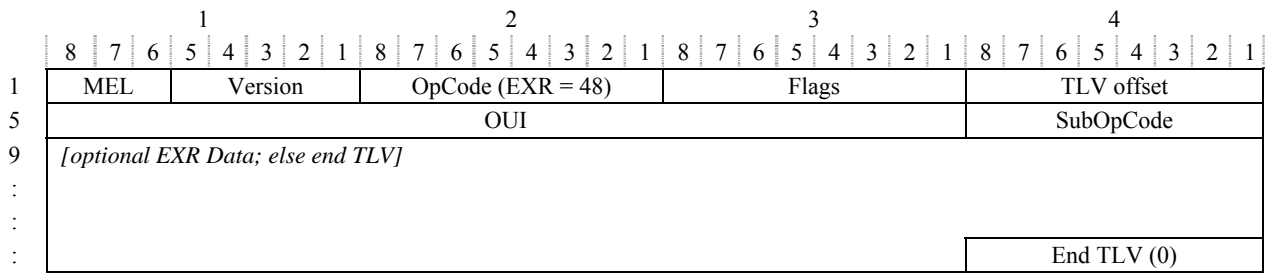 1 2 3 4
8 7 6 5 4 3 2 1 8 7 6 5 4 3 2 1 8 7 6 5 4 3 2 1 8 7 6 5 4 3 2 1
1 MEL Version OpCode (EXR = 48) Flags TLV offset
5 OUI SubOpCode
9 [optional EXR Data; else end TLV]
:
:
: End TLV (0)